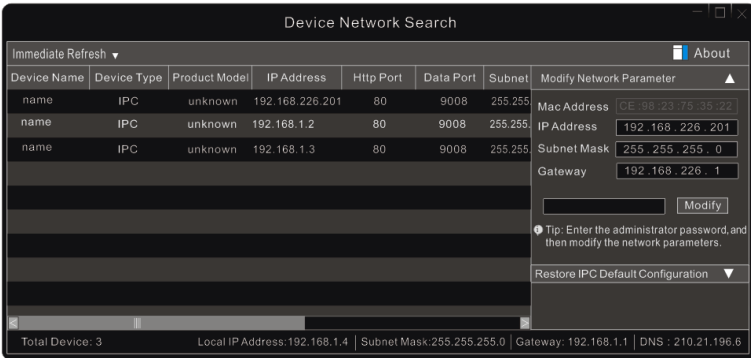 Device Network Search
Immediate Refresh
About
Device Name Device Type Product Model IP Address Http Port Data Port Subnet
name IPC unknown 192.168.226.201 80 9008 255.255.
name IPC unknown 192.168.1.2 80 9008 255.255.
name IPC unknown 192.168.1.3 80 9008 255.255.
Modify Network Parameter
Mac Address CE:98:23:75:35:22
IP Address 192.168.226.201
Subnet Mask 255.255.255.0
Gateway 192.168.226.1
Modify
Tip: Enter the administrator password, and
then modify the network parameters.
Restore IPC Default Configuration
Total Device: 3 Local IP Address:192.168.1.4 Subnet Mask:255.255.255.0 Gateway: 192.168.1.1 DNS : 210.21.196.6